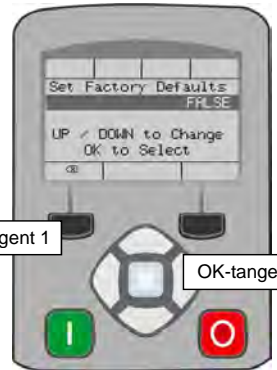 Set Factory Defaults
FALSE
UP / DOWN to Change
OK to Select
gent 1
OK-tange
I
O